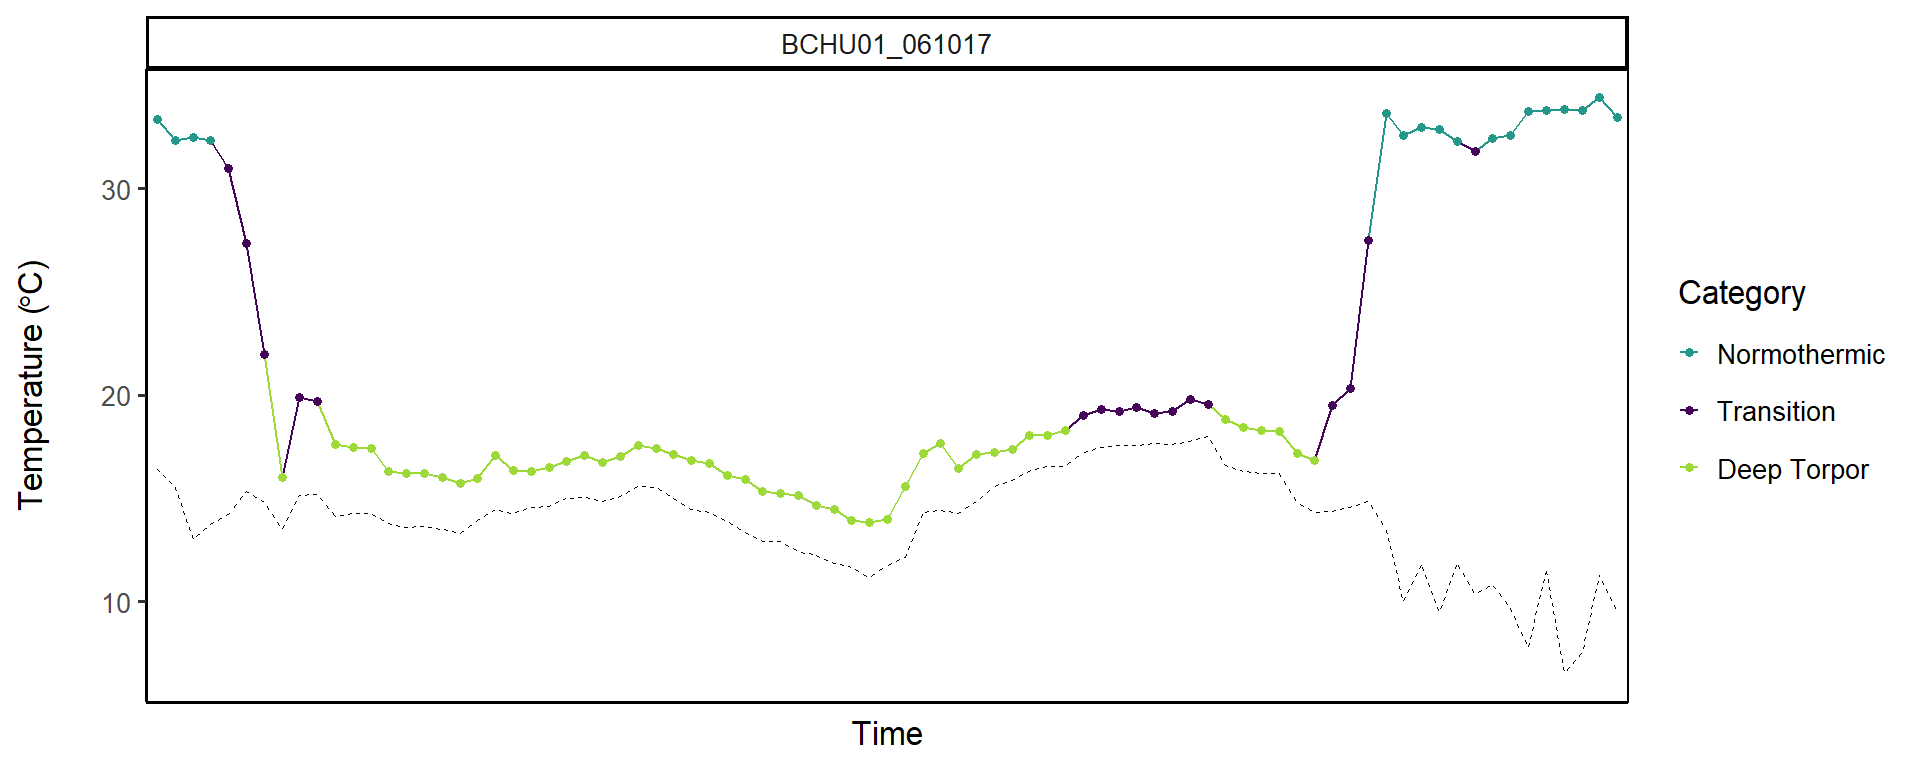 BCHU01_061017
Temperature (°C)
30
20
10
Time
Category
Normothermic
Transition
Deep Torpor